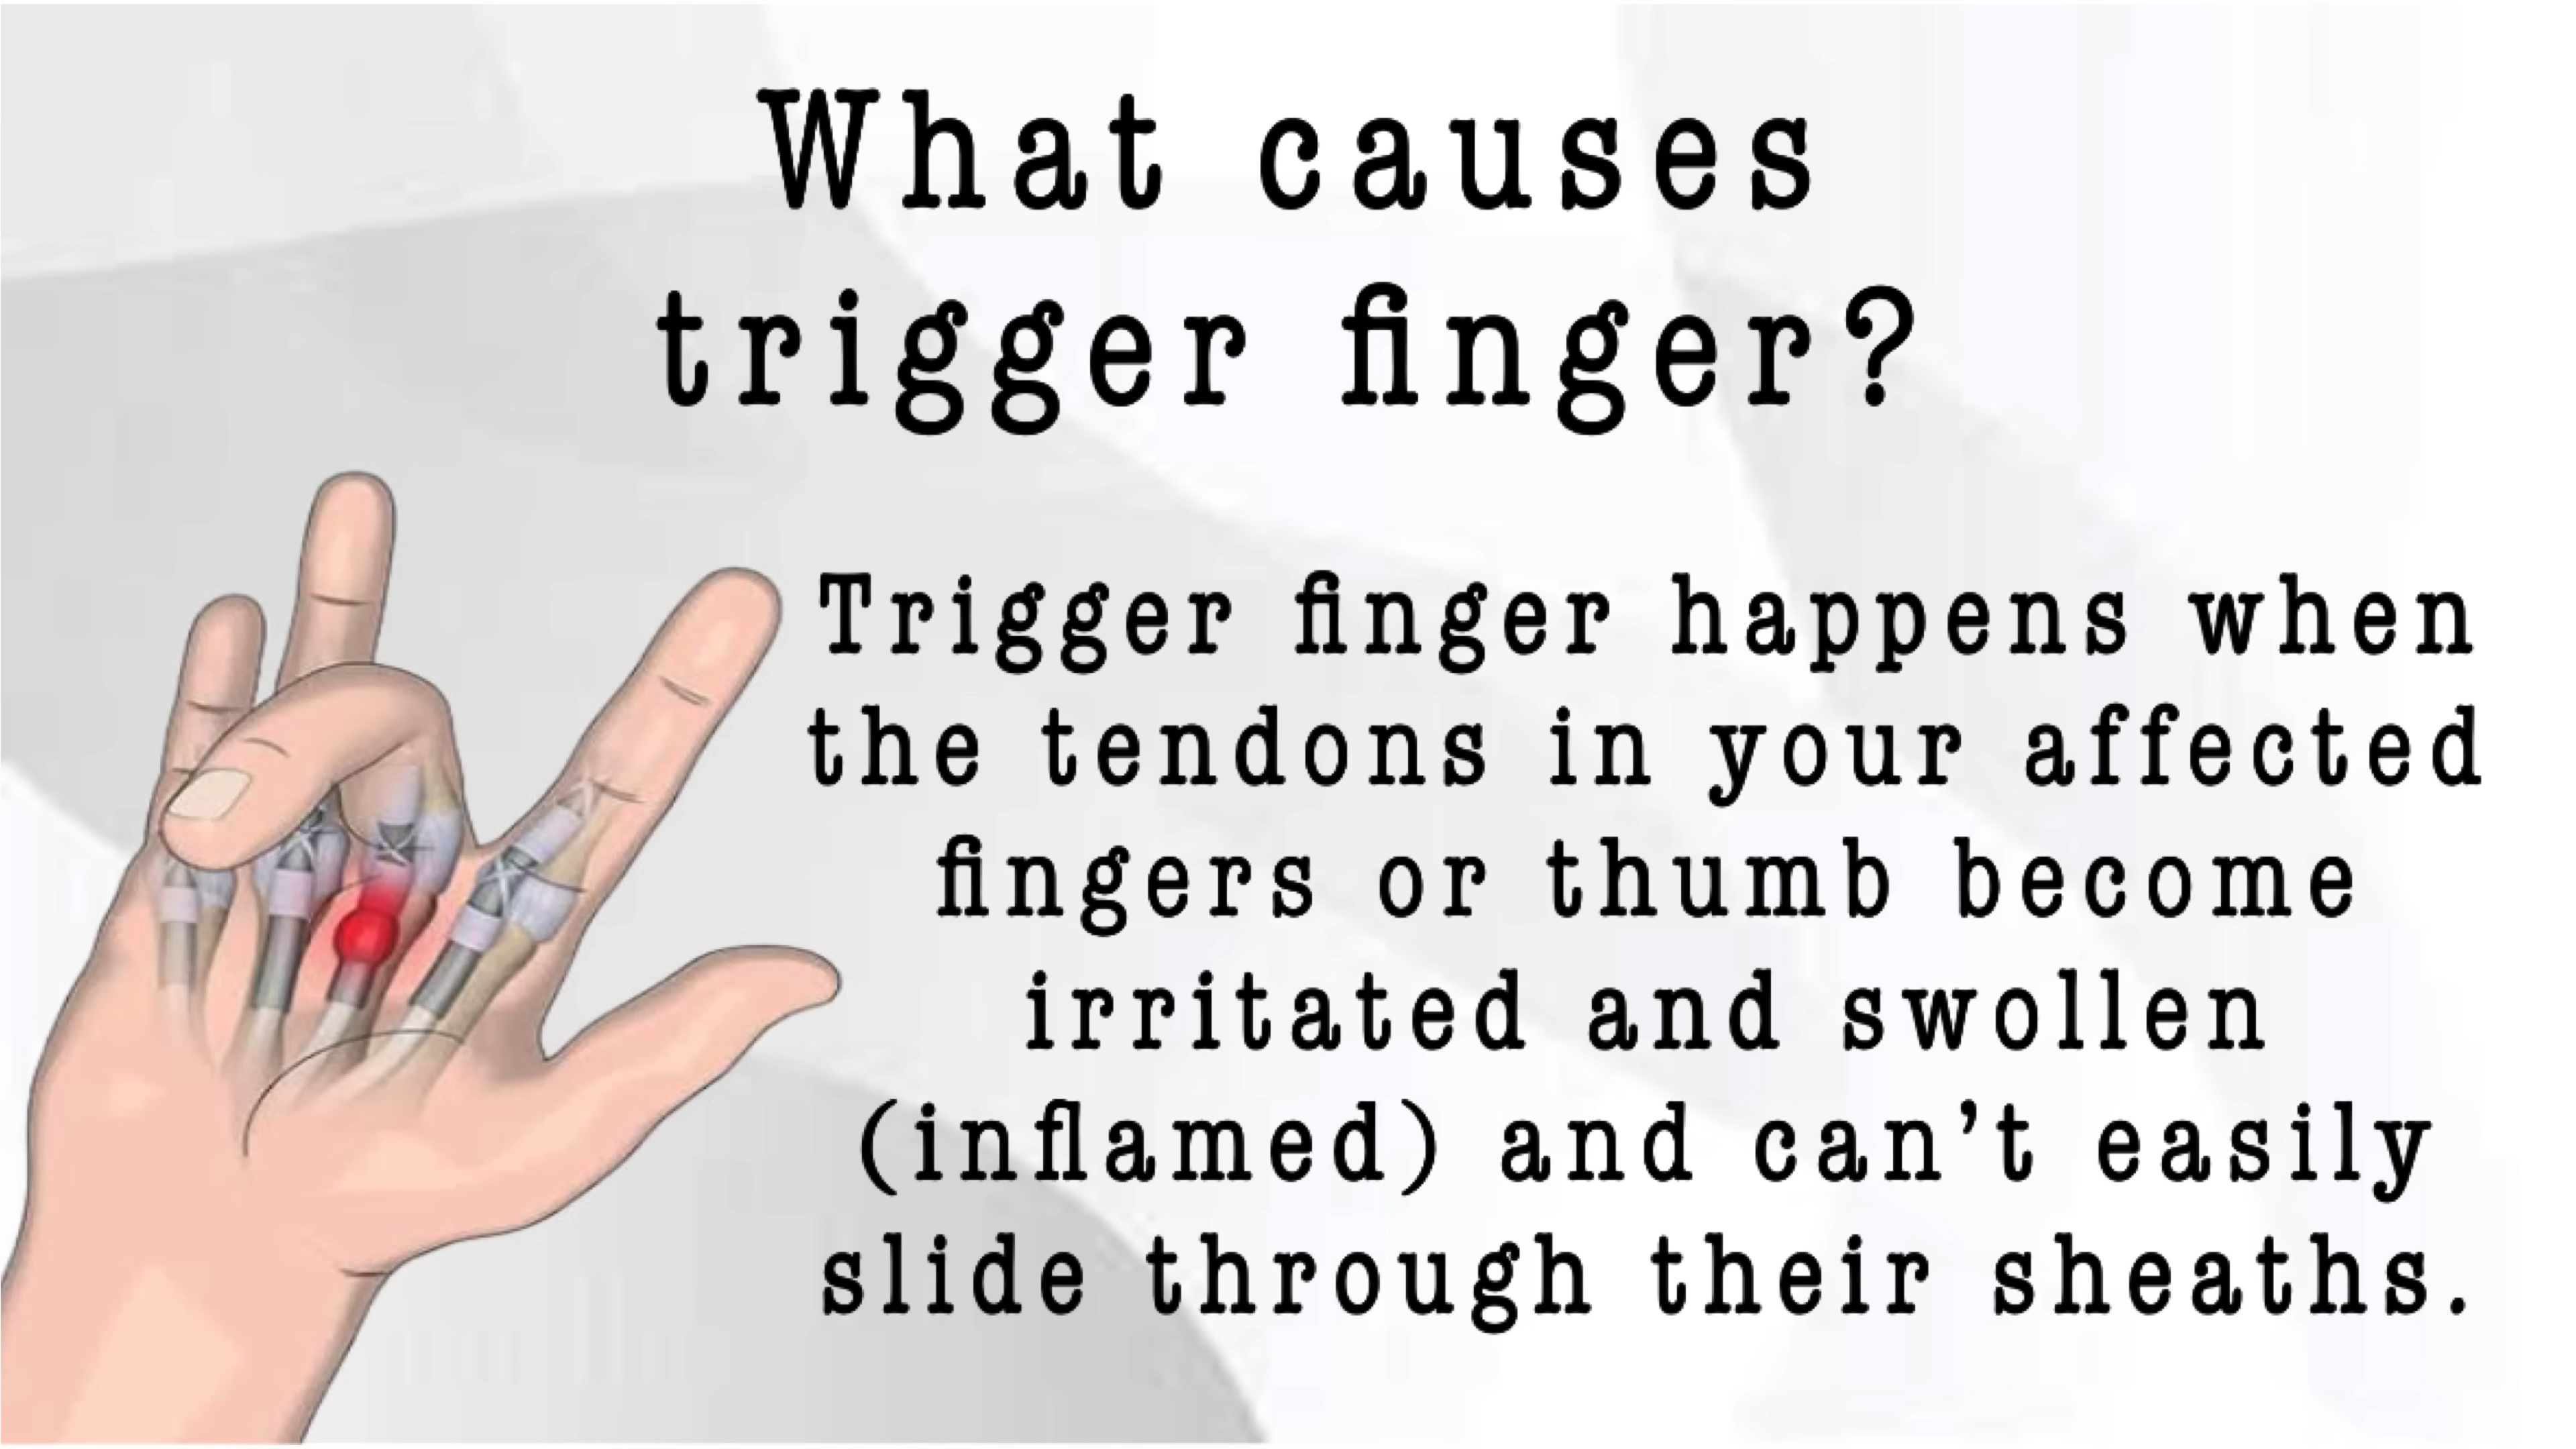 What causes
trigger finger?
Trigger finger happens when
the tendons in your affected
fingers or thumb become
irritated and swollen
(inflamed) and can’t easily
slide through their sheaths.